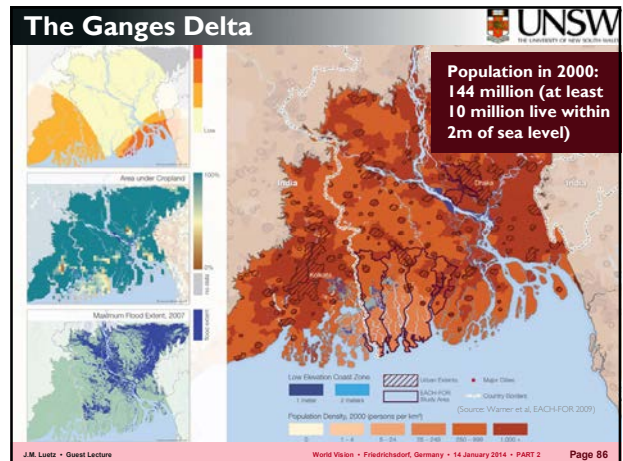 The Ganges Delta
UNSW
THE UNIVERSITY OF NEW SOUTH WALES
Population in 2000:
144 million (at least
10 million live within
2m of sea level)
Low
Area under Cropland
100%
0%
no data
Maximum Flood Extent, 2007
flood extent
India
Dhaka
India
Kolkata
Low Elevation Coast Zone
1 meter
2 meters
Urban Extents
EACH-FOR
Study Area
Major Cities
Country Borders
(Source: Warner et al, EACH-FOR 2009)
Population Density, 2000 (persons per km²)
0
1 - 4
5 - 24
25 - 249
250 - 999
1,000 +
J.M. Luetz • Guest Lecture
World Vision • Friedrichsdorf, Germany • 14 January 2014 • PART 2
Page 86